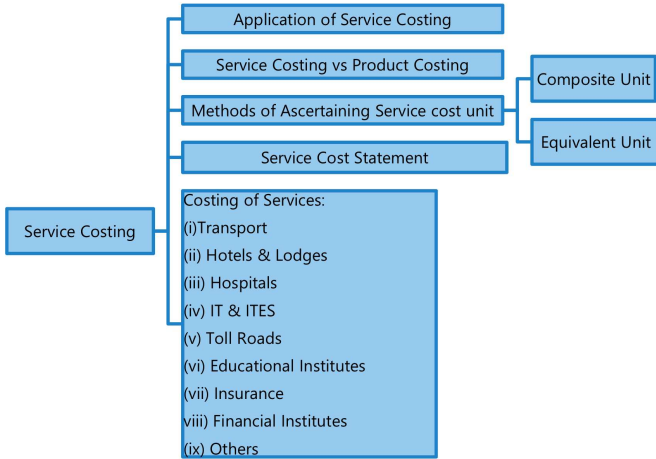 Application of Service Costing
Service Costing vs Product Costing
Methods of Ascertaining Service cost unit
Composite Unit
Equivalent Unit
Service Cost Statement
Service Costing
Costing of Services:
(i)Transport
(ii) Hotels & Lodges
(iii) Hospitals
(iv) IT & ITES
(v) Toll Roads
(vi) Educational Institutes
(vii) Insurance
viii) Financial Institutes
(ix) Others